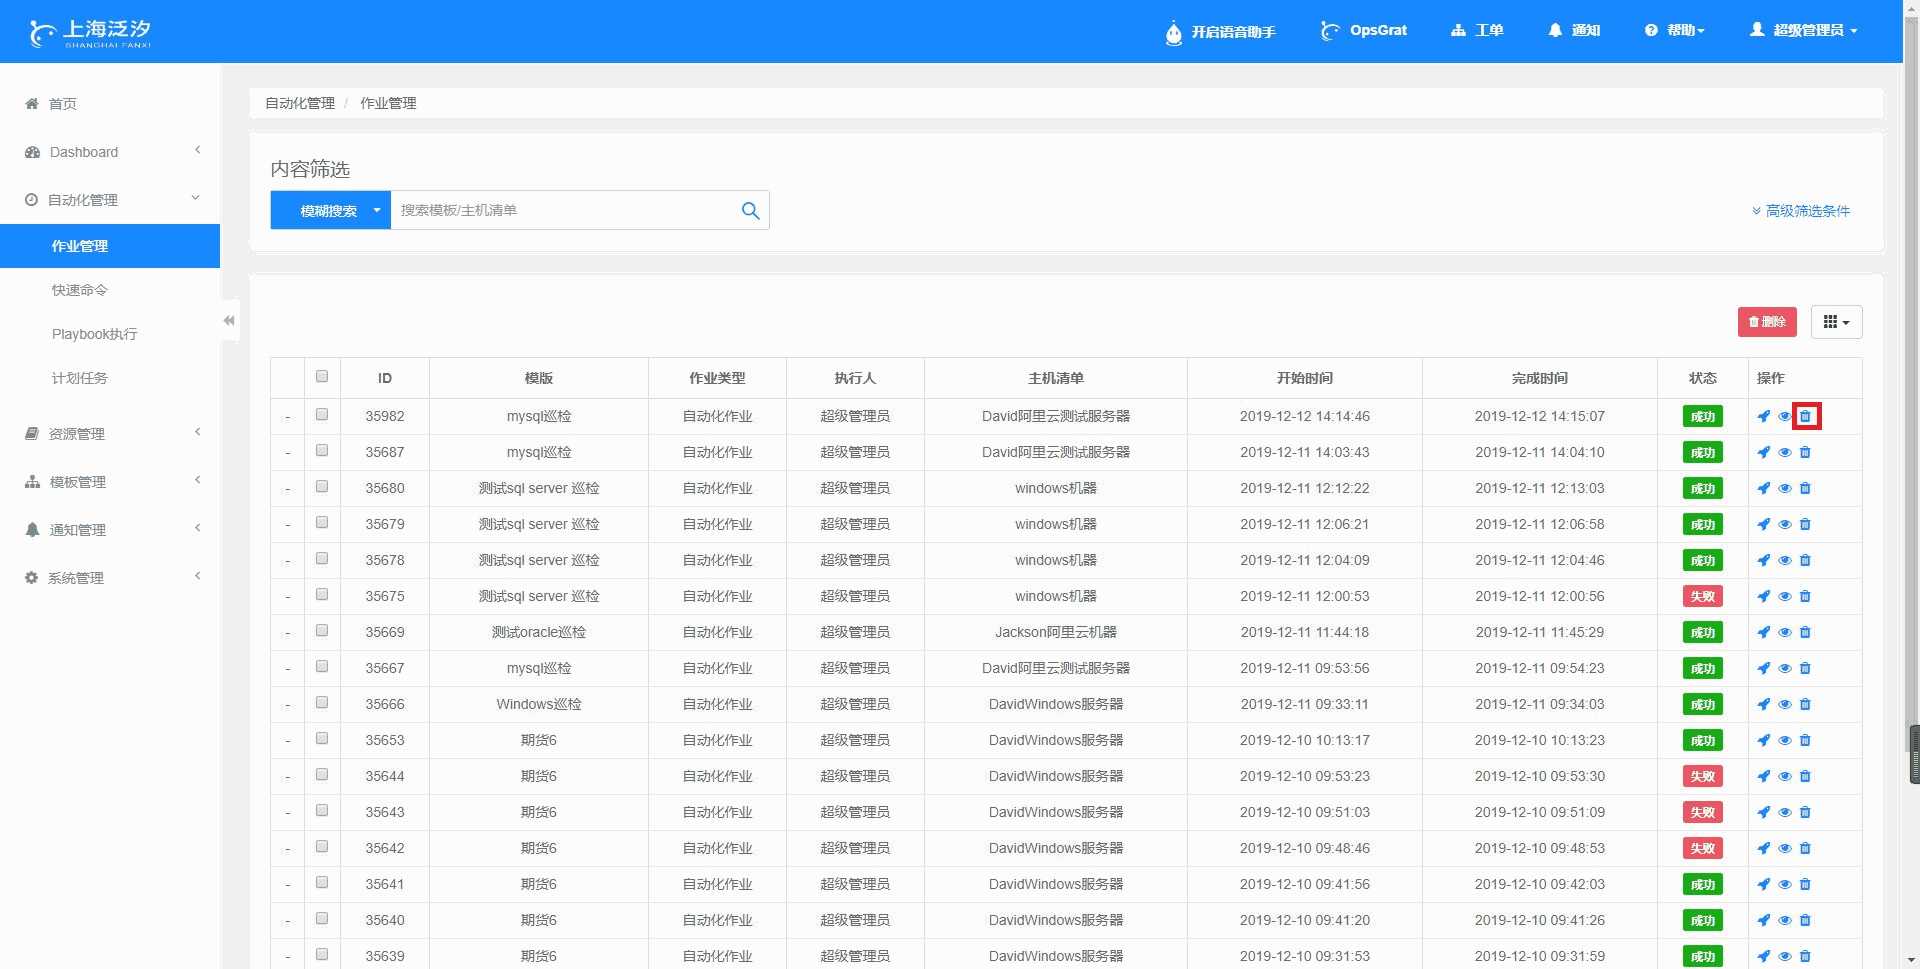 上海泛汐
SHANGHAI FANXI
开启语音助手 OpsGrat 工单 通知 帮助 超级管理员
首页
Dashboard
自动化管理
作业管理
快速命令
Playbook执行
计划任务
资源管理
模板管理
通知管理
系统管理
自动化管理 / 作业管理
内容筛选
模糊搜索 搜索模板/主机清单 高级筛选条件
删除
ID 模版 作业类型 执行人 主机清单 开始时间 完成时间 状态 操作
- 35982 mysql巡检 自动化作业 超级管理员 David阿里云测试服务器 2019-12-12 14:14:46 2019-12-12 14:15:07 成功
- 35687 mysql巡检 自动化作业 超级管理员 David阿里云测试服务器 2019-12-11 14:03:43 2019-12-11 14:04:10 成功
- 35680 测试sql server 巡检 自动化作业 超级管理员 windows机器 2019-12-11 12:12:22 2019-12-11 12:13:03 成功
- 35679 测试sql server 巡检 自动化作业 超级管理员 windows机器 2019-12-11 12:06:21 2019-12-11 12:06:58 成功
- 35678 测试sql server 巡检 自动化作业 超级管理员 windows机器 2019-12-11 12:04:09 2019-12-11 12:04:46 成功
- 35675 测试sql server 巡检 自动化作业 超级管理员 windows机器 2019-12-11 12:00:53 2019-12-11 12:00:56 失败
- 35669 测试oracle巡检 自动化作业 超级管理员 Jackson阿里云机器 2019-12-11 11:44:18 2019-12-11 11:45:29 成功
- 35667 mysql巡检 自动化作业 超级管理员 David阿里云测试服务器 2019-12-11 09:53:56 2019-12-11 09:54:23 成功
- 35666 Windows巡检 自动化作业 超级管理员 DavidWindows服务器 2019-12-11 09:33:11 2019-12-11 09:34:03 成功
- 35653 期货6 自动化作业 超级管理员 DavidWindows服务器 2019-12-10 10:13:17 2019-12-10 10:13:23 成功
- 35644 期货6 自动化作业 超级管理员 DavidWindows服务器 2019-12-10 09:53:23 2019-12-10 09:53:30 失败
- 35643 期货6 自动化作业 超级管理员 DavidWindows服务器 2019-12-10 09:51:03 2019-12-10 09:51:09 失败
- 35642 期货6 自动化作业 超级管理员 DavidWindows服务器 2019-12-10 09:48:46 2019-12-10 09:48:53 失败
- 35641 期货6 自动化作业 超级管理员 DavidWindows服务器 2019-12-10 09:41:56 2019-12-10 09:42:03 成功
- 35640 期货6 自动化作业 超级管理员 DavidWindows服务器 2019-12-10 09:41:20 2019-12-10 09:41:26 成功
- 35639 期货6 自动化作业 超级管理员 DavidWindows服务器 2019-12-10 09:31:53 2019-12-10 09:31:59 成功